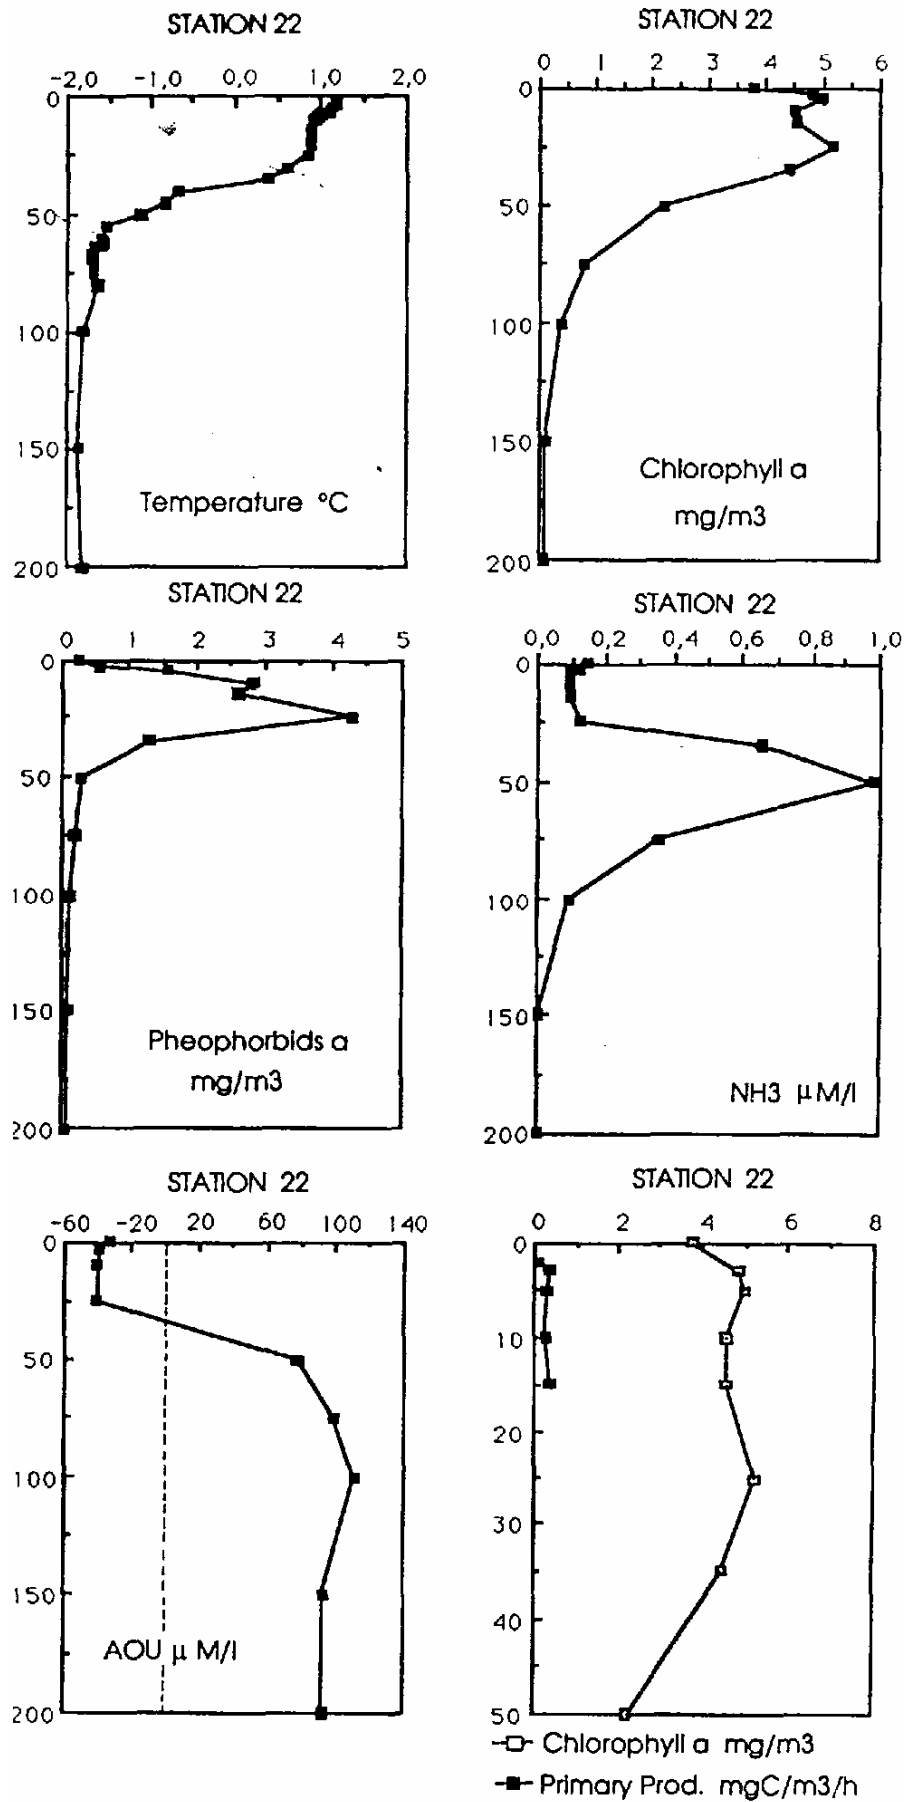 STATION 22
-2,0 -1,0 0,0 1,0 2,0
0
50
100
150
200
Temperature °C
STATION 22
0 1 2 3 4 5 6
0
50
100
150
200
Chlorophyll a
mg/m3
STATION 22
0 1 2 3 4 5
0
50
100
150
200
Pheophorbids a
mg/m3
STATION 22
0,0 0,2 0,4 0,6 0,8 1,0
0
50
100
150
200
NH3 µM/l
STATION 22
-60 -20 20 60 100 140
0
50
100
150
200
AOU µ M/l
STATION 22
0 2 4 6 8
0
10
20
30
40
50
Chlorophyll a mg/m3
Primary Prod. mgC/m3/h